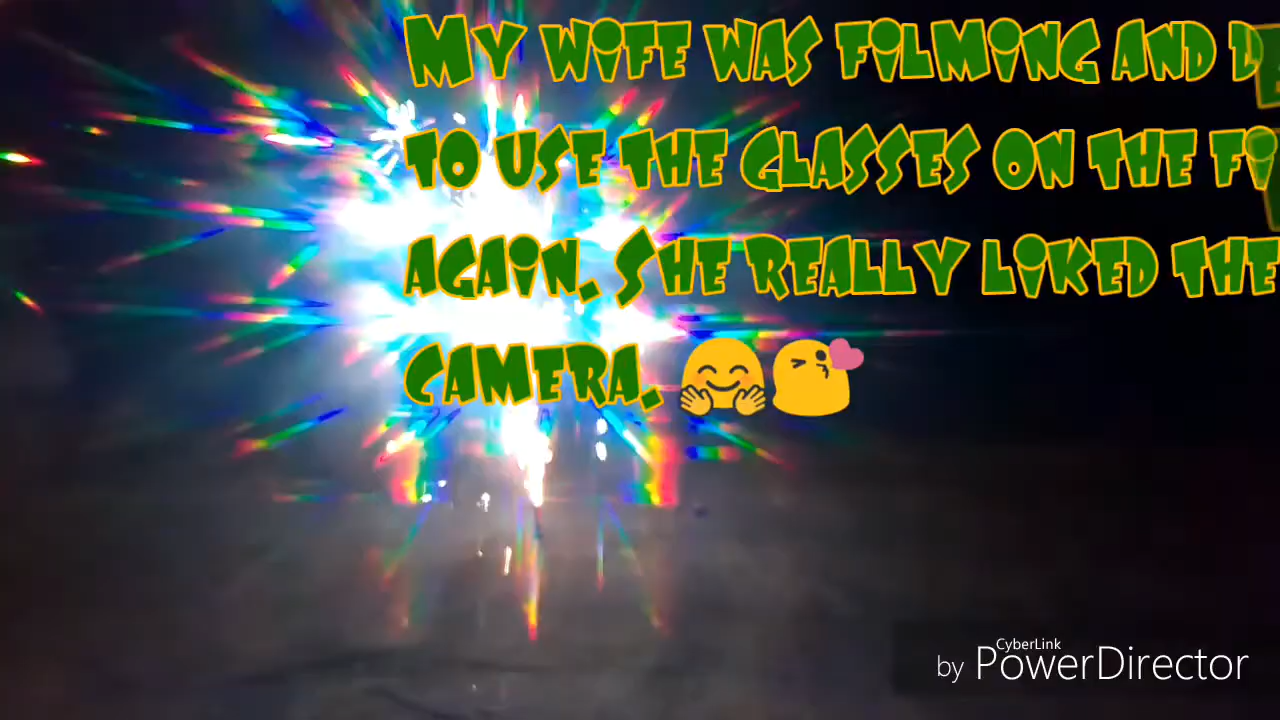 My wife was filming and
to use the glasses on the
again. She really liked the
camera. 🤗😘
CyberLink
by PowerDirector